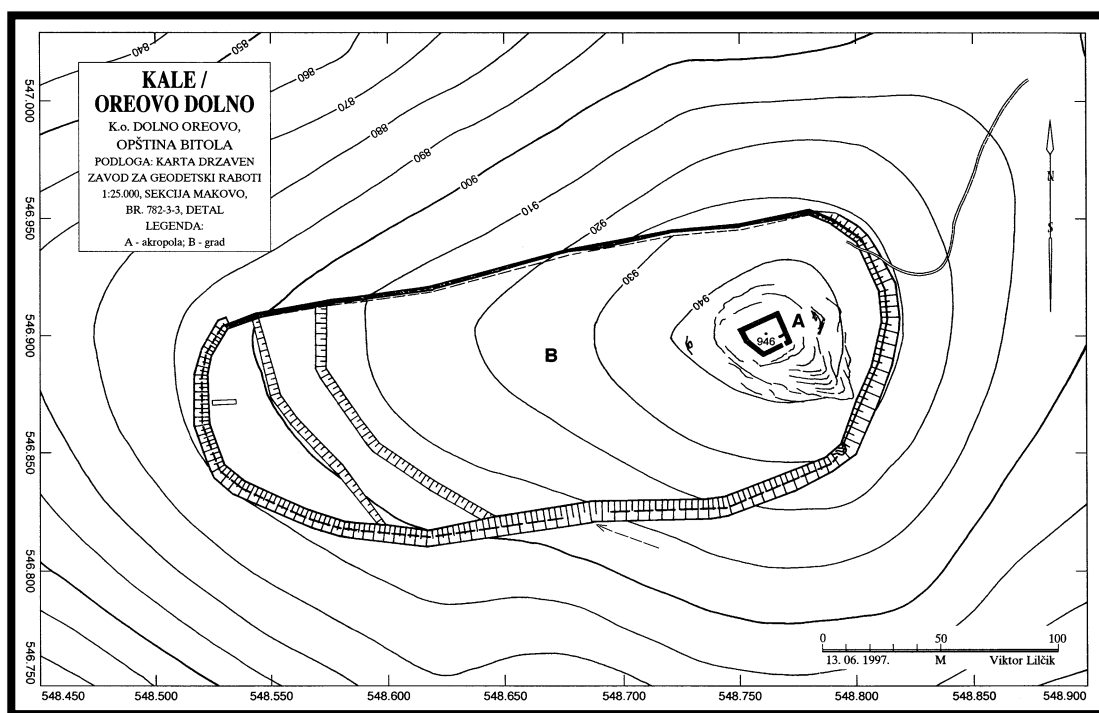 KALE /
OREOVO DOLNO
K.o. DOLNO OREOVO,
OPŠTINA BITOLA
PODLOGA: KARTA DRZAVEN
ZAVOD ZA GEODETSKI RABOTI
1:25.000, SEKCIJA MAKOVO,
BR. 782-3-3, DETAL
LEGENDA:
A - akropola; B - grad
840
850
860
870
880
890
900
910
920
930
940
A
946
B
N
S
547.000
546.950
546.900
546.850
546.800
546.750
0 50 100
13. 06. 1997. M Viktor Lilčik
548.450 548.500 548.550 548.600 548.650 548.700 548.750 548.800 548.850 548.900